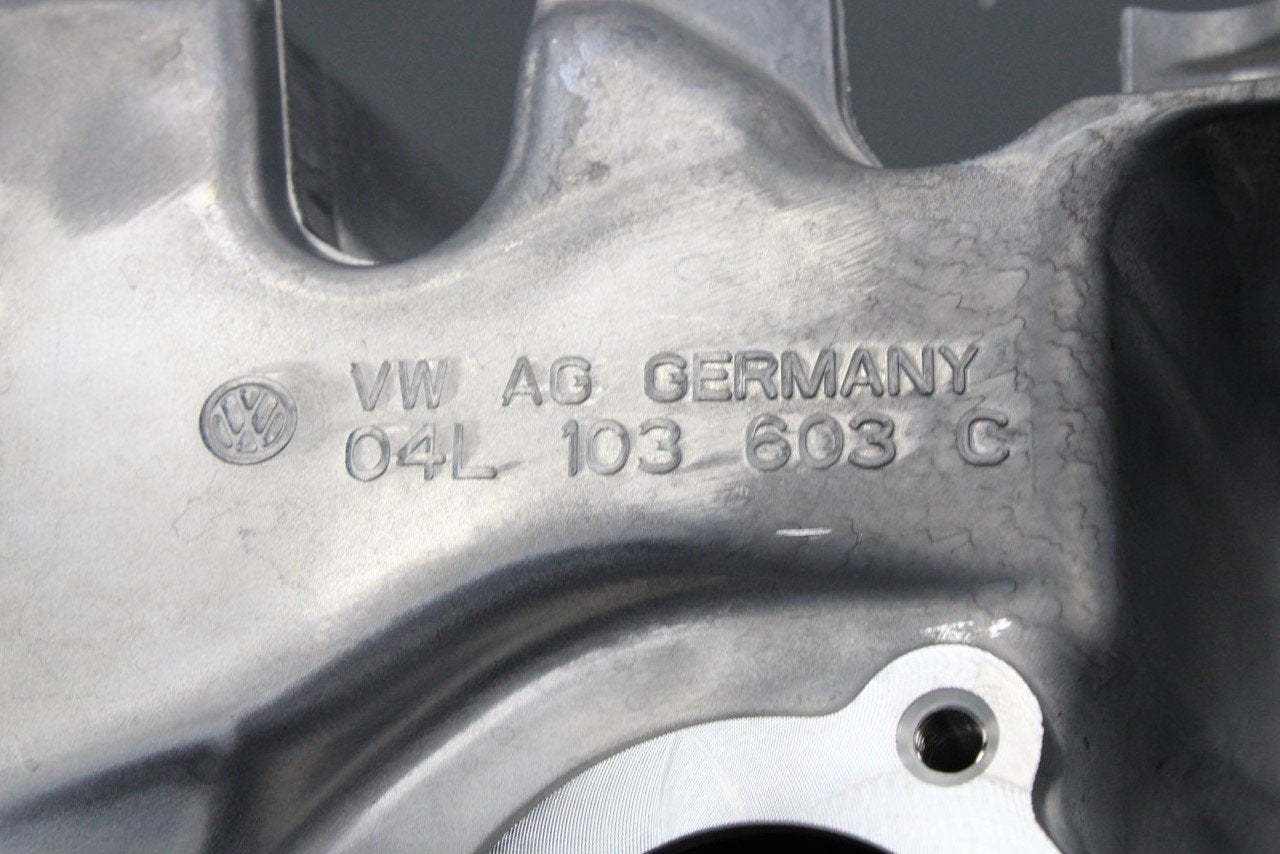 VW AG GERMANY
04L 103 603 C